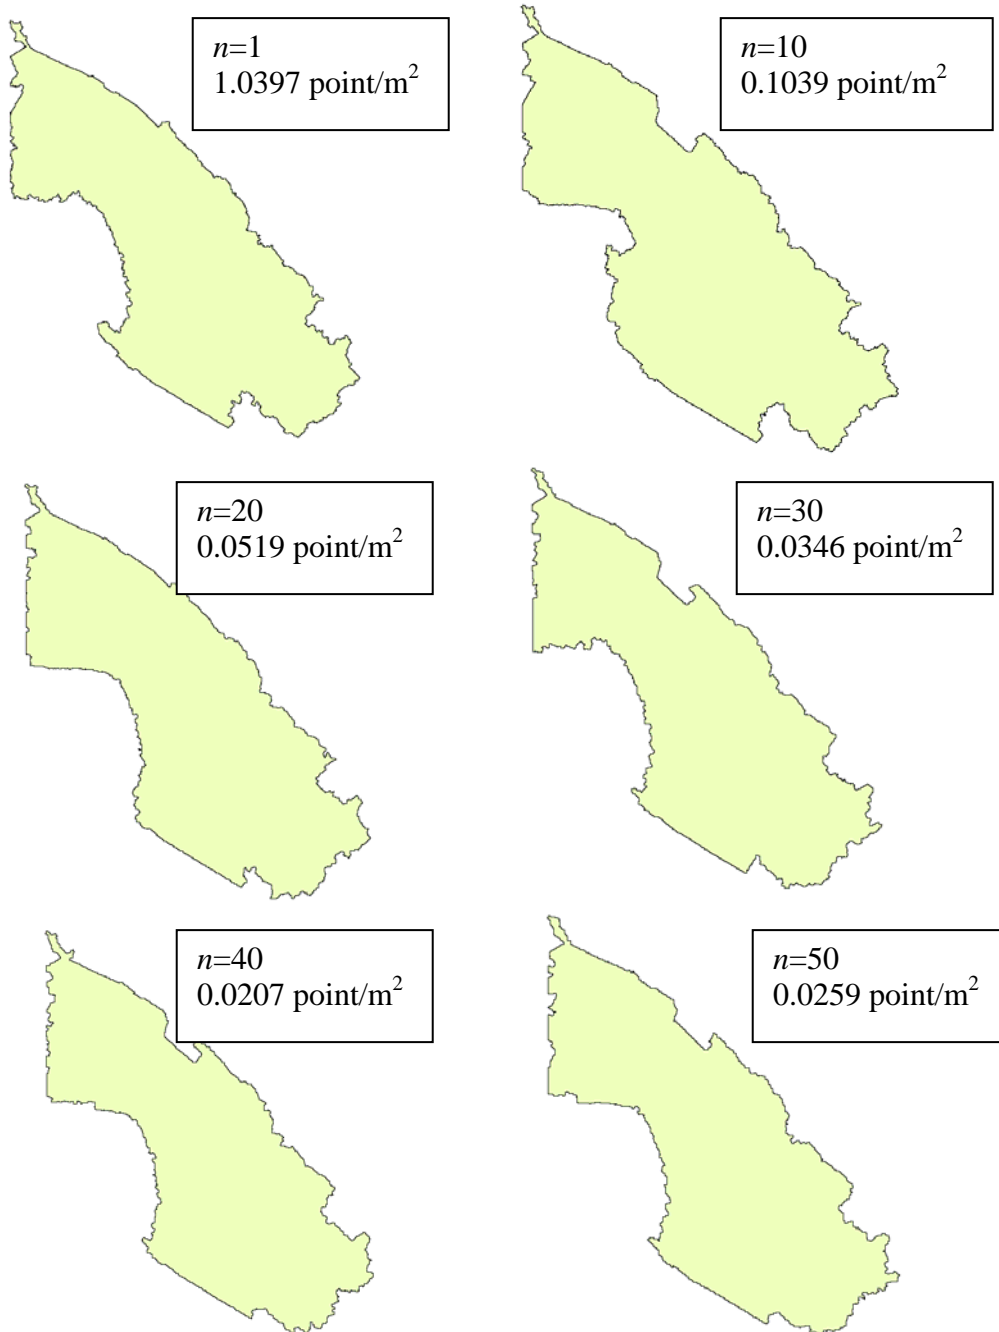 n=1
1.0397 point/m²
n=10
0.1039 point/m²
n=20
0.0519 point/m²
n=30
0.0346 point/m²
n=40
0.0207 point/m²
n=50
0.0259 point/m²